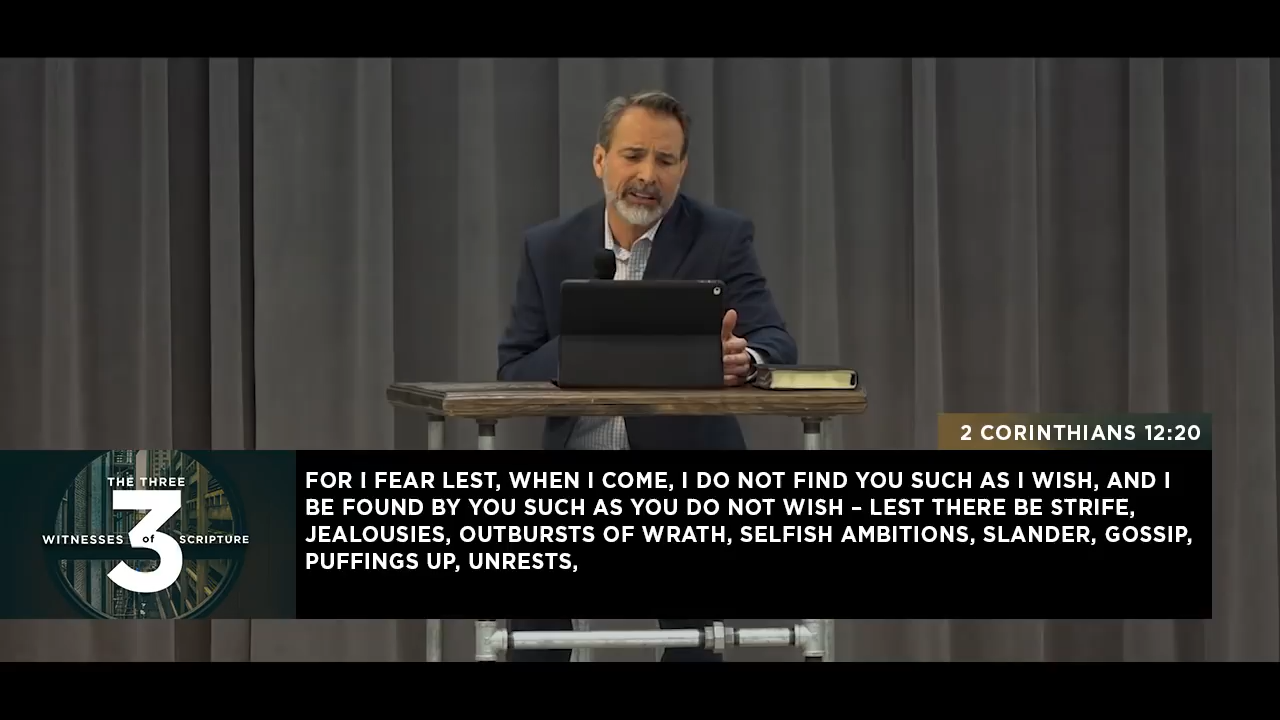 2 CORINTHIANS 12:20
THE THREE
3
WITNESSES of SCRIPTURE
FOR I FEAR LEST, WHEN I COME, I DO NOT FIND YOU SUCH AS I WISH, AND I
BE FOUND BY YOU SUCH AS YOU DO NOT WISH – LEST THERE BE STRIFE,
JEALOUSIES, OUTBURSTS OF WRATH, SELFISH AMBITIONS, SLANDER, GOSSIP,
PUFFINGS UP, UNRESTS,